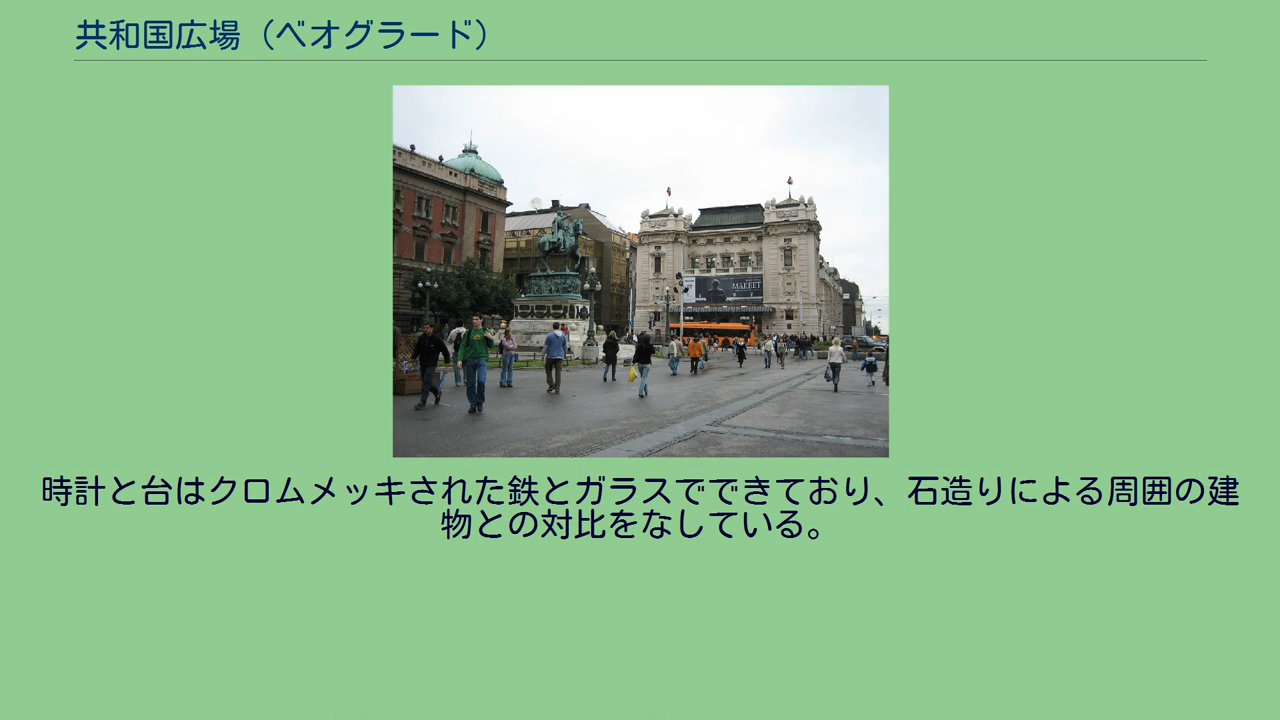 共和国広場（ベオグラード）
МАКБЕТ
時計と台はクロムメッキされた鉄とガラスでできており、石造りによる周囲の建
物との対比をなしている。